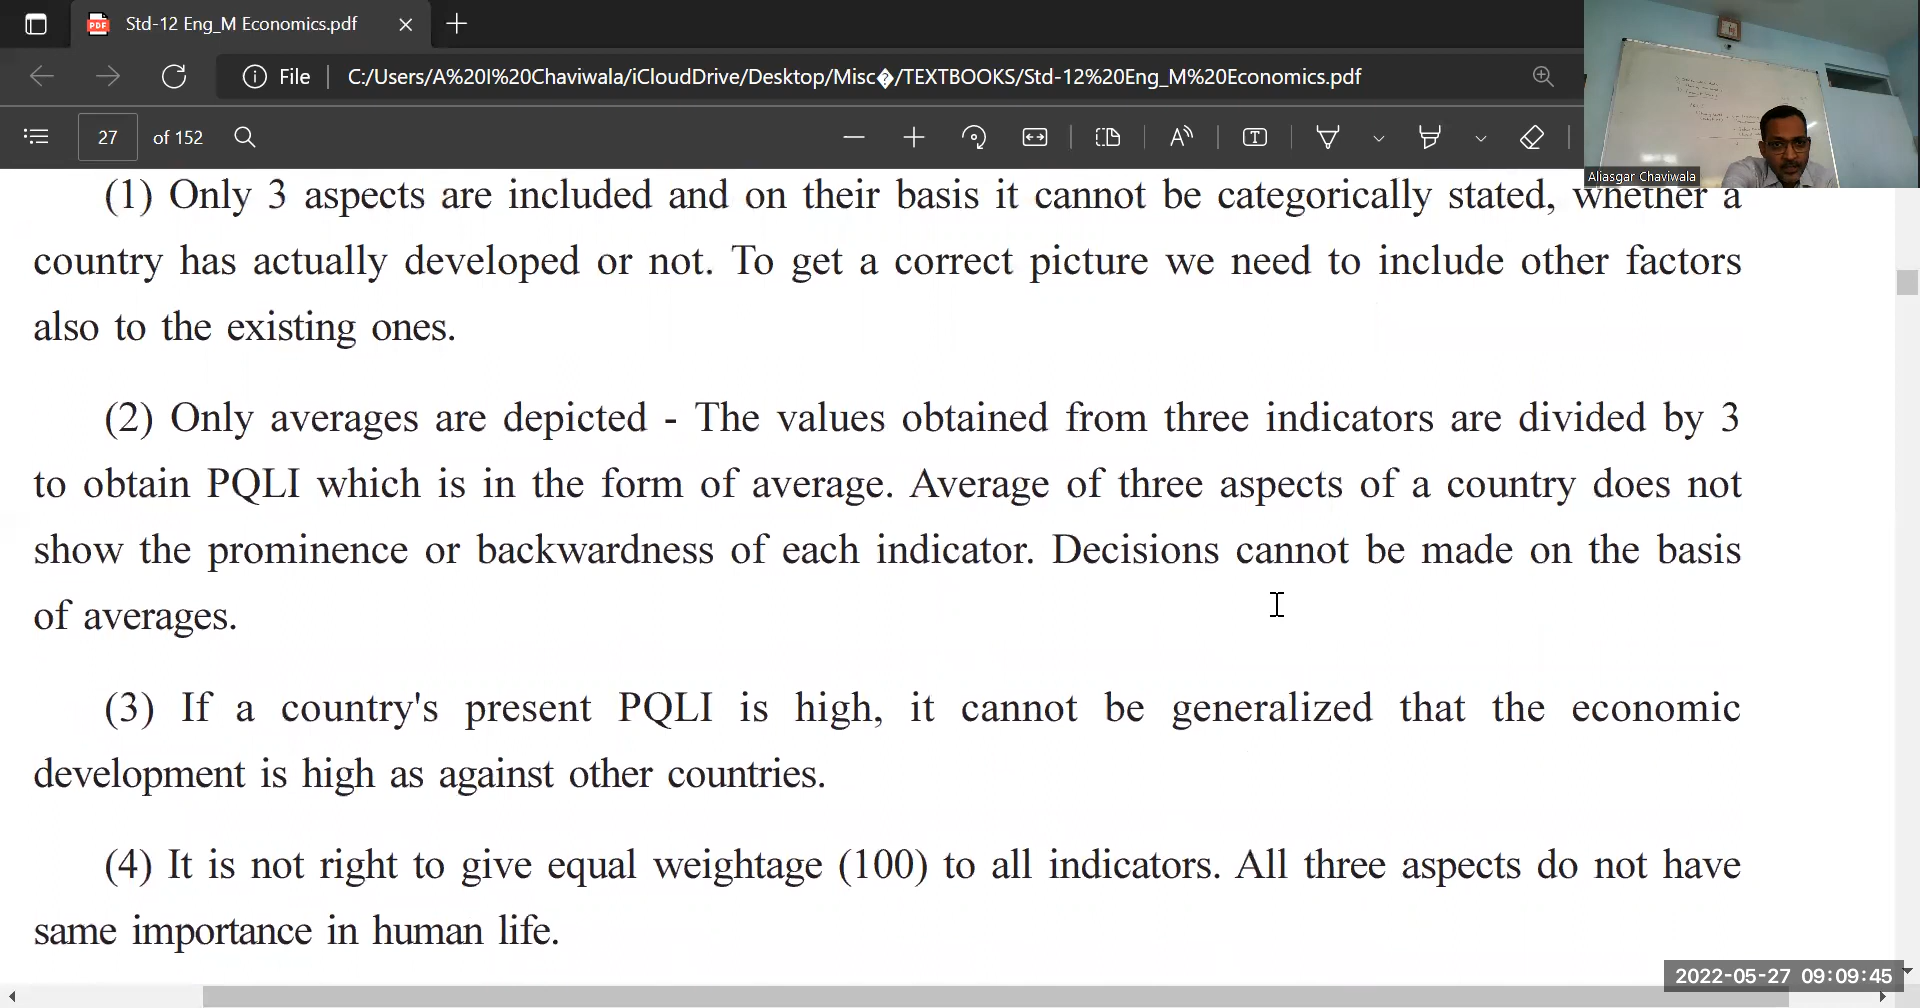 Std-12 Eng_M Economics.pdf
File
C:/Users/A%20I%20Chaviwala/iCloudDrive/Desktop/Misc�/TEXTBOOKS/Std-12%20Eng_M%20Economics.pdf
27 of 152
Aliasgar Chaviwala
(1) Only 3 aspects are included and on their basis it cannot be categorically stated, whether a
country has actually developed or not. To get a correct picture we need to include other factors
also to the existing ones.
(2) Only averages are depicted - The values obtained from three indicators are divided by 3
to obtain PQLI which is in the form of average. Average of three aspects of a country does not
show the prominence or backwardness of each indicator. Decisions cannot be made on the basis
of averages.
(3) If a country's present PQLI is high, it cannot be generalized that the economic
development is high as against other countries.
(4) It is not right to give equal weightage (100) to all indicators. All three aspects do not have
same importance in human life.
2022-05-27 09:09:45